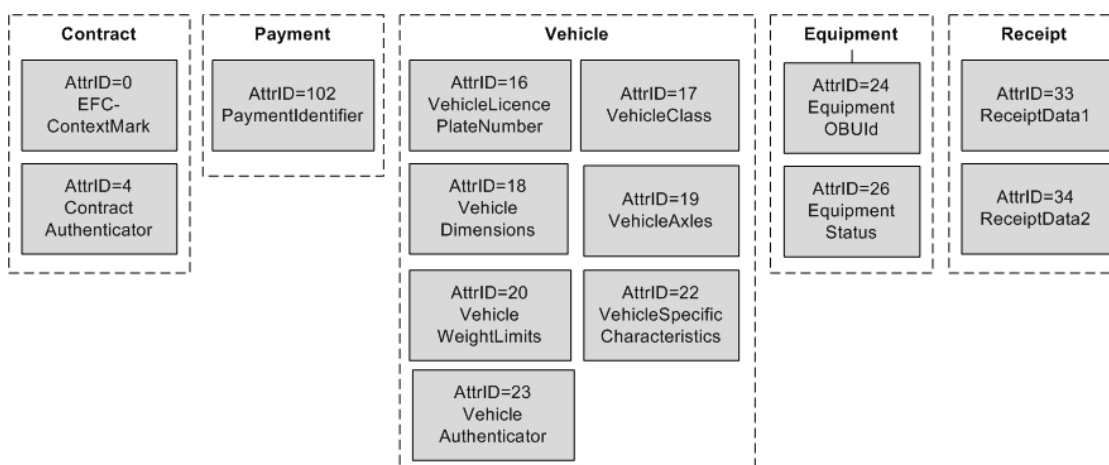 Contract
AttrID=0
EFC-
ContextMark
AttrID=4
Contract
Authenticator
Payment
AttrID=102
PaymentIdentifier
Vehicle
AttrID=16
VehicleLicence
PlateNumber
AttrID=17
VehicleClass
AttrID=18
Vehicle
Dimensions
AttrID=19
VehicleAxles
AttrID=20
Vehicle
WeightLimits
AttrID=22
VehicleSpecific
Characteristics
AttrID=23
Vehicle
Authenticator
Equipment
AttrID=24
Equipment
OBUId
AttrID=26
Equipment
Status
Receipt
AttrID=33
ReceiptData1
AttrID=34
ReceiptData2